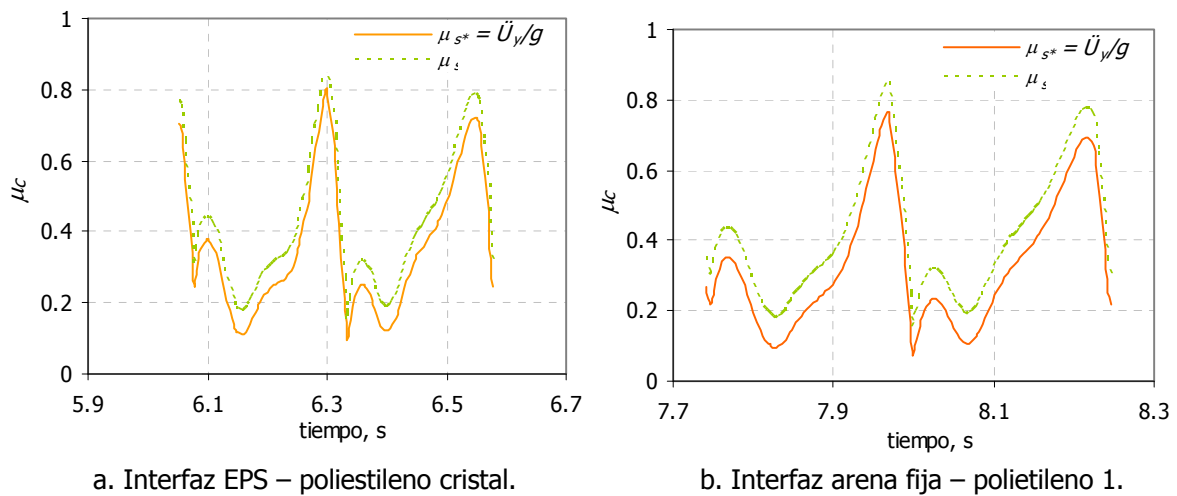 1
0.8
0.6
0.4
0.2
0
μc
5.9
6.1
6.3
6.5
6.7
tiempo, s
μ s* = Üy/g
μ s
a. Interfaz EPS – poliestileno cristal.
1
0.8
0.6
0.4
0.2
0
μc
7.7
7.9
8.1
8.3
tiempo, s
μ s* = Üy/g
μ s
b. Interfaz arena fija – polietileno 1.